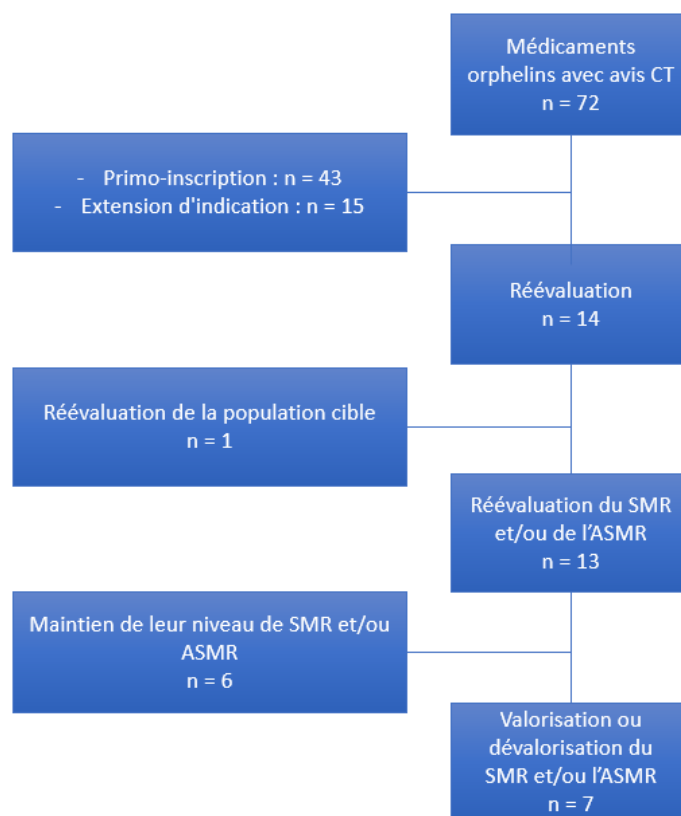 Médicaments
orphelins avec avis CT
n = 72
- Primo-inscription : n = 43
- Extension d'indication : n = 15
Réévaluation
n = 14
Réévaluation de la population cible
n = 1
Réévaluation du SMR
et/ou de l’ASMR
n = 13
Maintien de leur niveau de SMR et/ou
ASMR
n = 6
Valorisation ou
dévalorisation du
SMR et/ou l’ASMR
n = 7